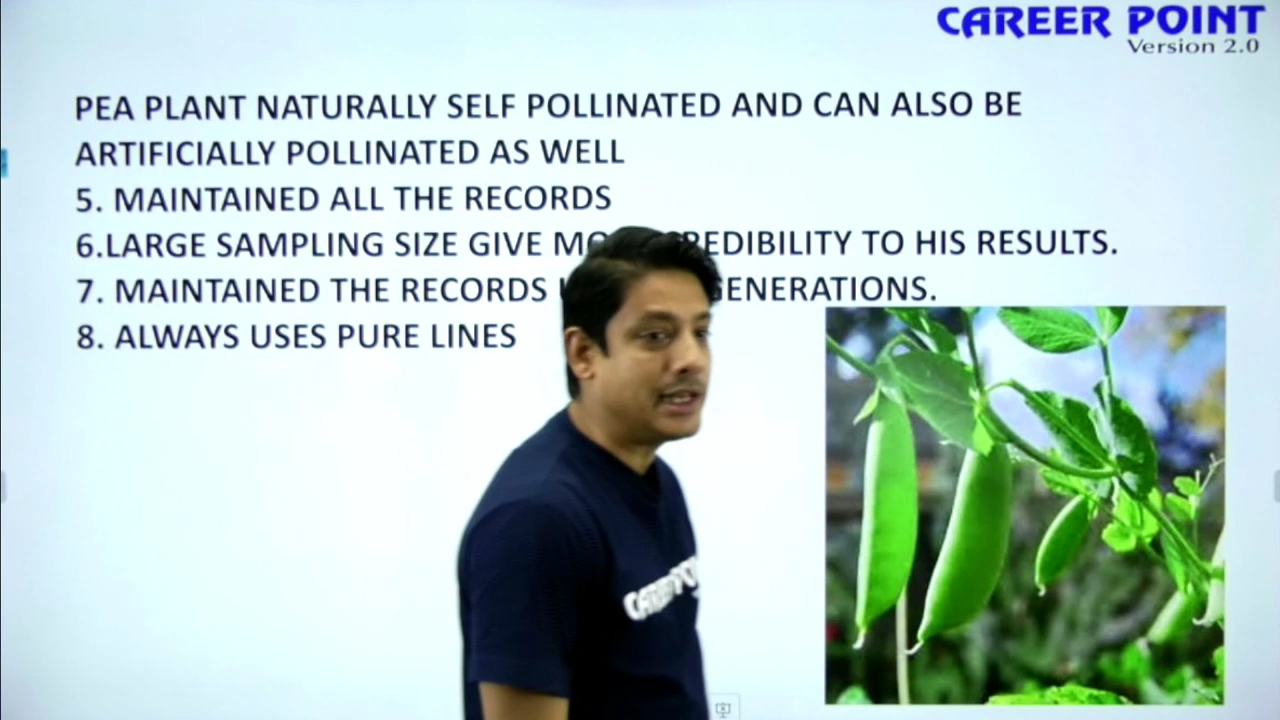 CAREER POINT
Version 2.0
PEA PLANT NATURALLY SELF POLLINATED AND CAN ALSO BE
ARTIFICIALLY POLLINATED AS WELL
5. MAINTAINED ALL THE RECORDS
6.LARGE SAMPLING SIZE GIVE TO HIS RESULTS.
7. MAINTAINED THE RECORDS
8. ALWAYS USES PURE LINES
CAREER